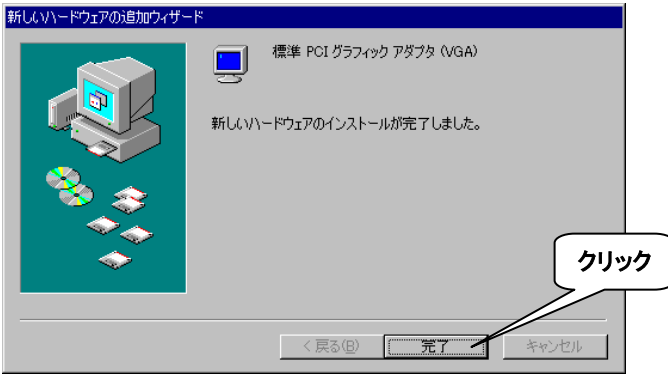 新しいハードウェアの追加ウィザード
標準 PCI グラフィック アダプタ (VGA)
新しいハードウェアのインストールが完了しました。
クリック
< 戻る(B)
完了
キャンセル